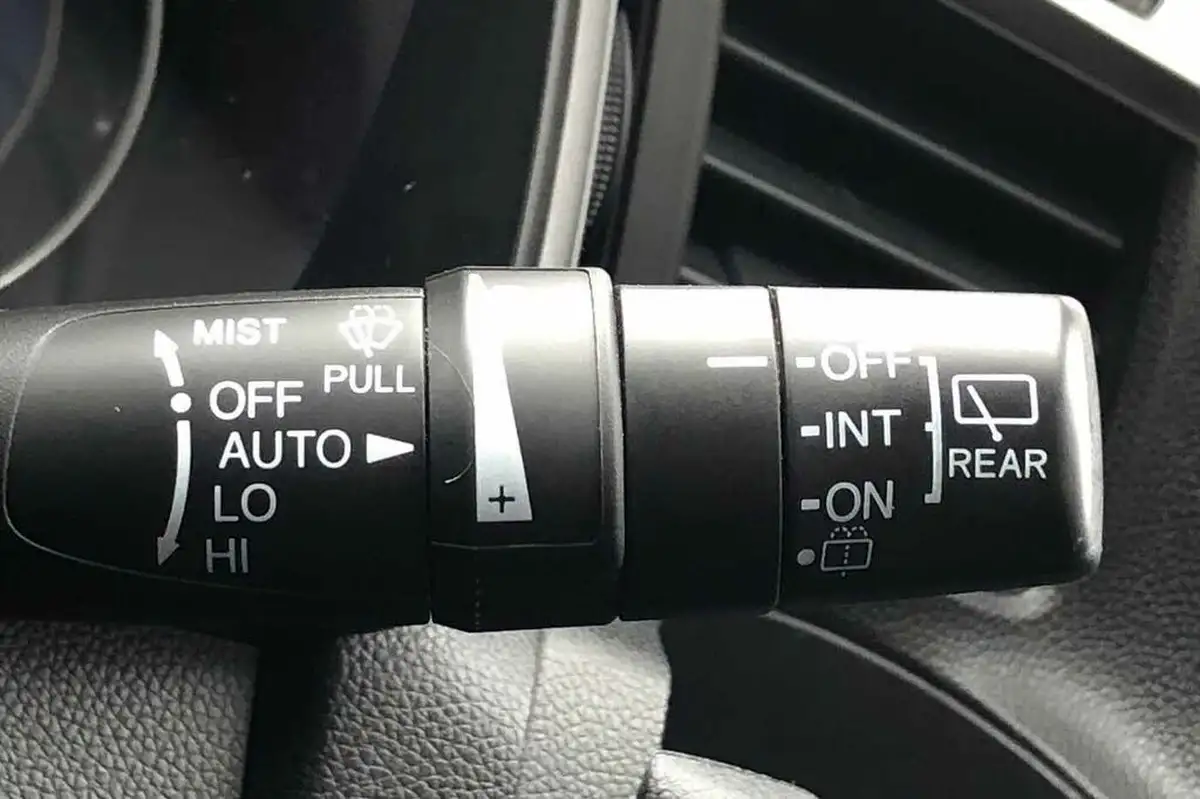 MIST
PULL
OFF
AUTO
LO
HI
+
-OFF
-INT
-ON
REAR